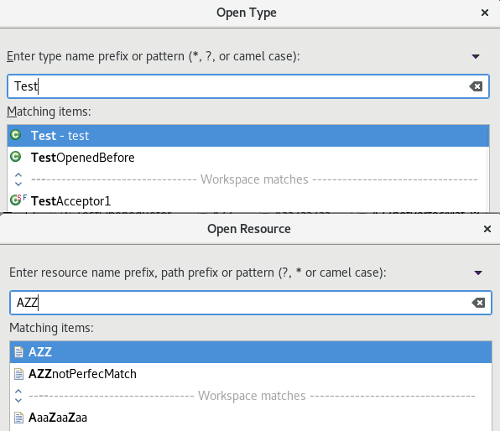 Open Type
Enter type name prefix or pattern (*, ?, or camel case):
Test
Matching items:
Test - test
TestOpenedBefore
Workspace matches
TestAcceptor1
Open Resource
Enter resource name prefix, path prefix or pattern (?, * or camel case):
AZZ
Matching items:
AZZ
AZZnotPerfecMatch
Workspace matches
AaaZaaZaa